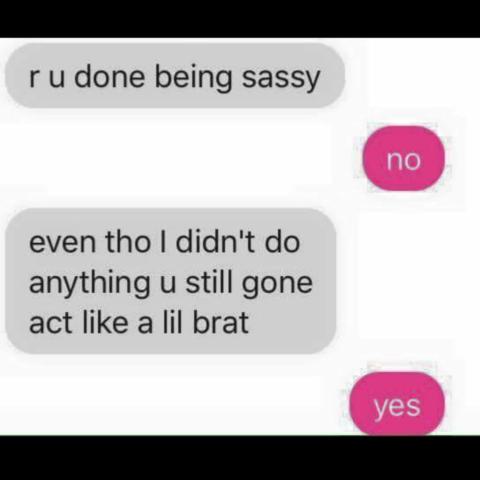 r u done being sassy
no
even tho I didn't do
anything u still gone
act like a lil brat
yes